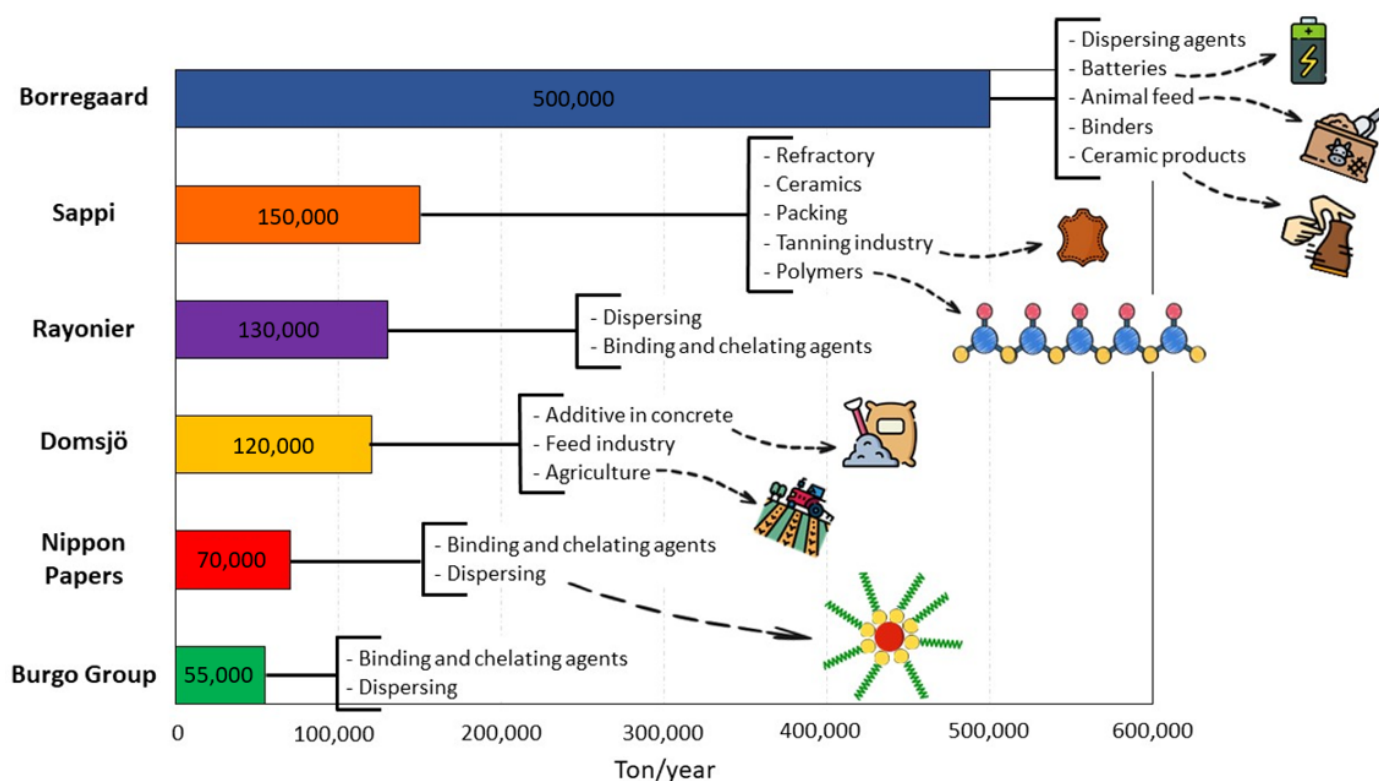 Borregaard
500,000
- Dispersing agents
- Batteries
- Animal feed
- Binders
- Ceramic products
Sappi
150,000
- Refractory
- Ceramics
- Packing
- Tanning industry
- Polymers
Rayonier
130,000
- Dispersing
- Binding and chelating agents
Domsjö
120,000
- Additive in concrete
- Feed industry
- Agriculture
Nippon
Papers
70,000
- Binding and chelating agents
- Dispersing
Burgo Group
55,000
- Binding and chelating agents
- Dispersing
0 100,000 200,000 300,000 400,000 500,000 600,000
Ton/year